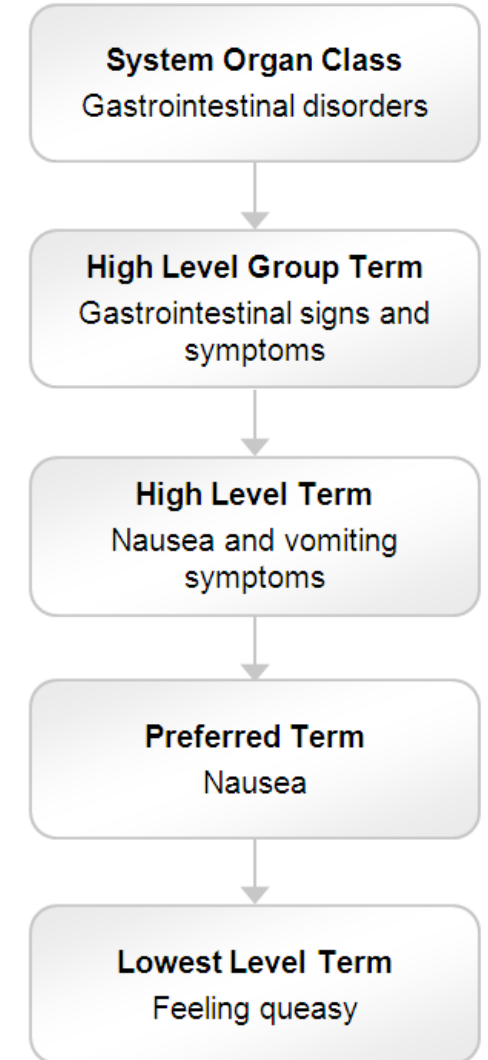 System Organ Class
Gastrointestinal disorders
High Level Group Term
Gastrointestinal signs and
symptoms
High Level Term
Nausea and vomiting
symptoms
Preferred Term
Nausea
Lowest Level Term
Feeling queasy